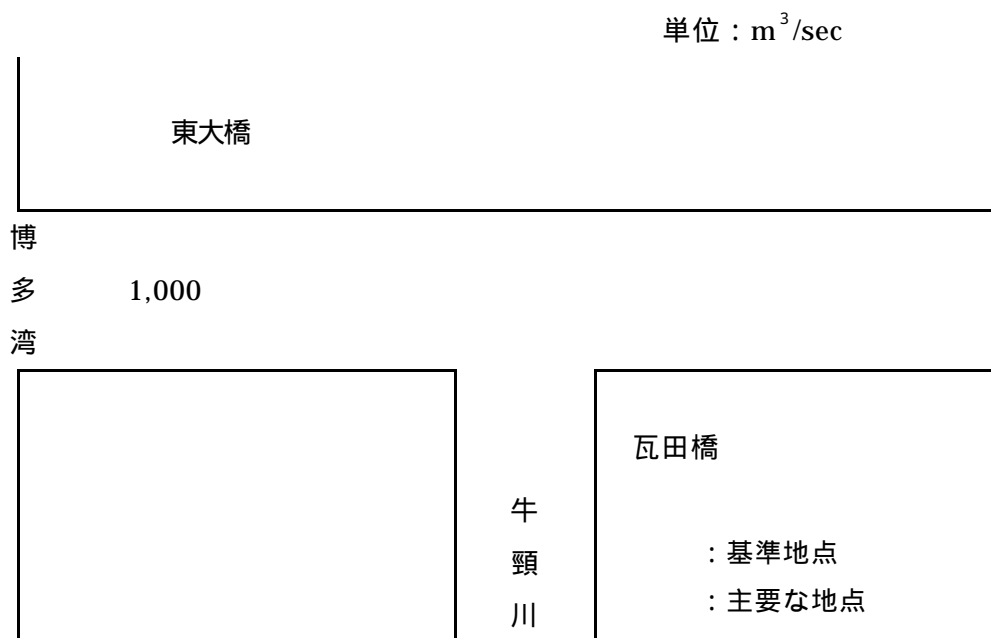 単位：m³/sec
東大橋
博多湾
1,000
瓦田橋
牛頸川
：基準地点
：主要な地点